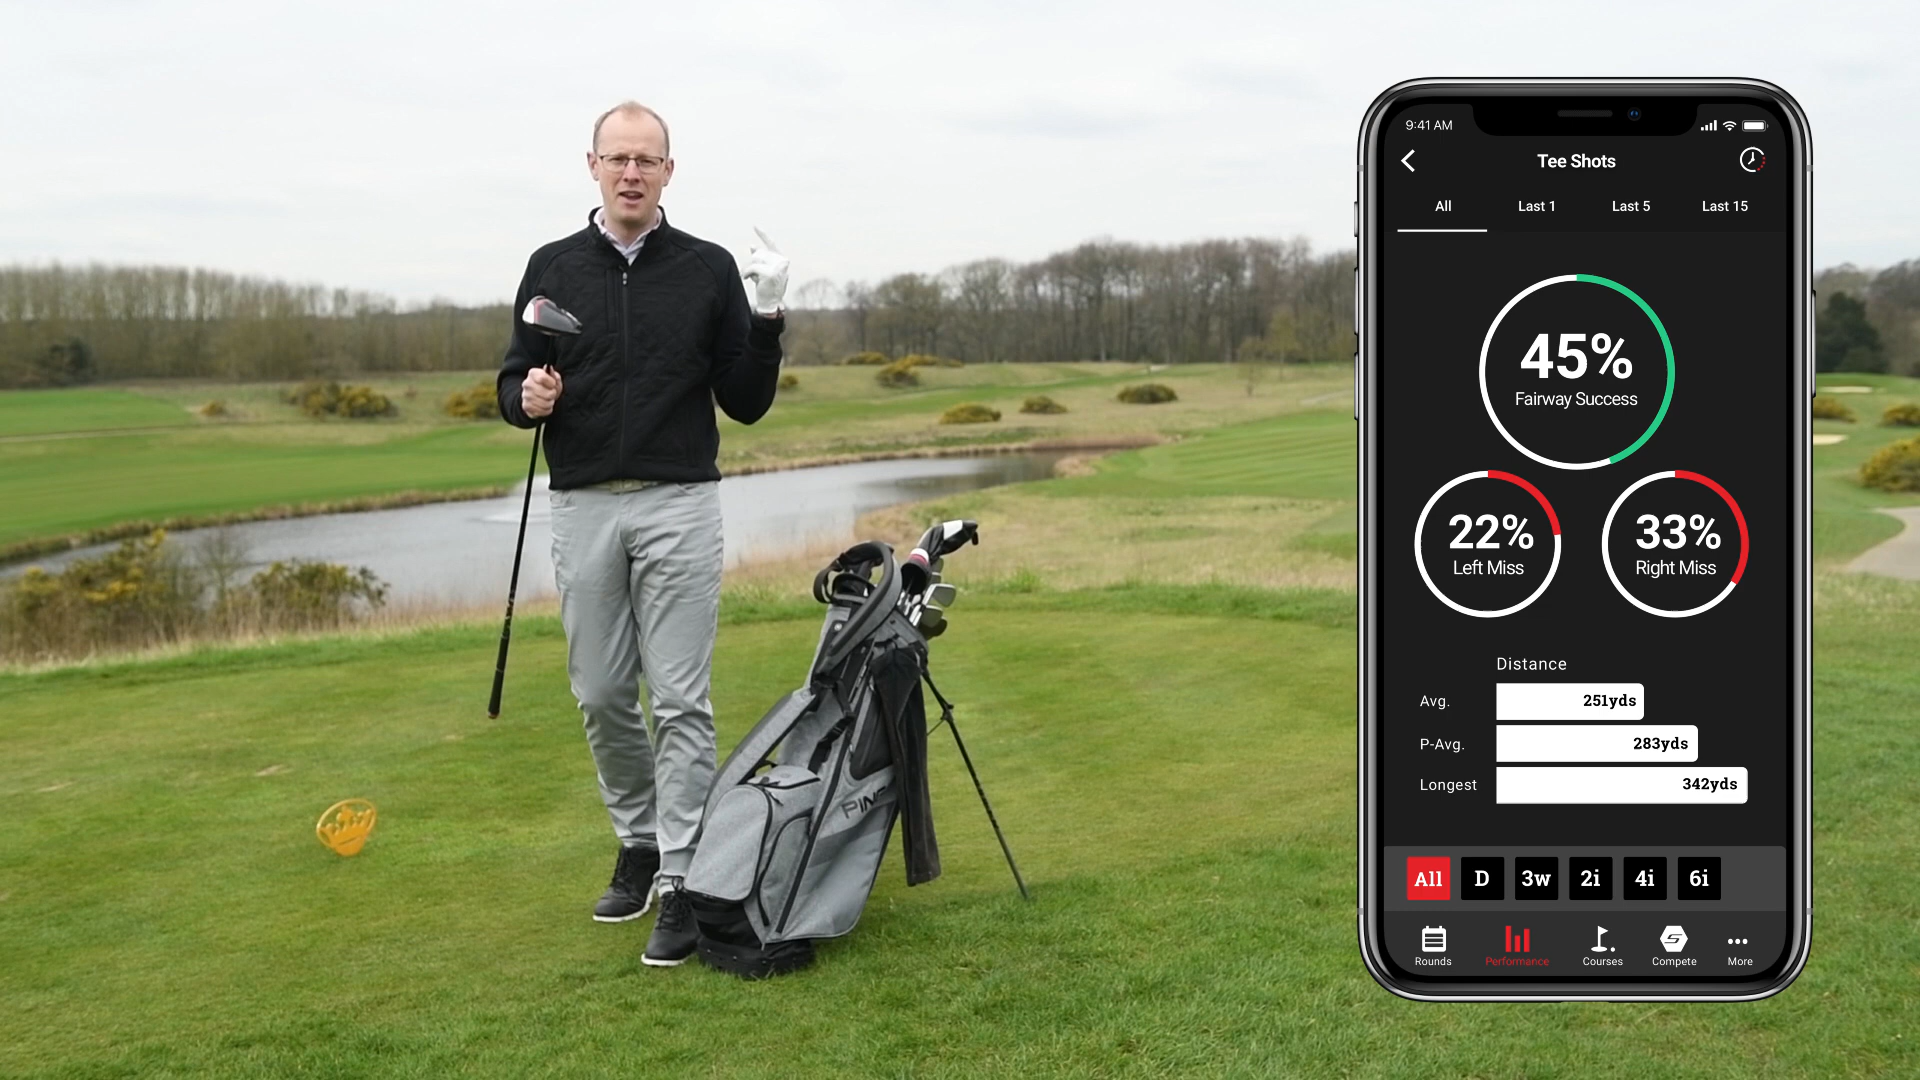 9:41 AM
Tee Shots
All Last 1 Last 5 Last 15
45%
Fairway Success
22%
Left Miss
33%
Right Miss
Distance
Avg. 251yds
P-Avg. 283yds
Longest 342yds
All D 3w 2i 4i 6i
Rounds Performance Courses Compete More
PING